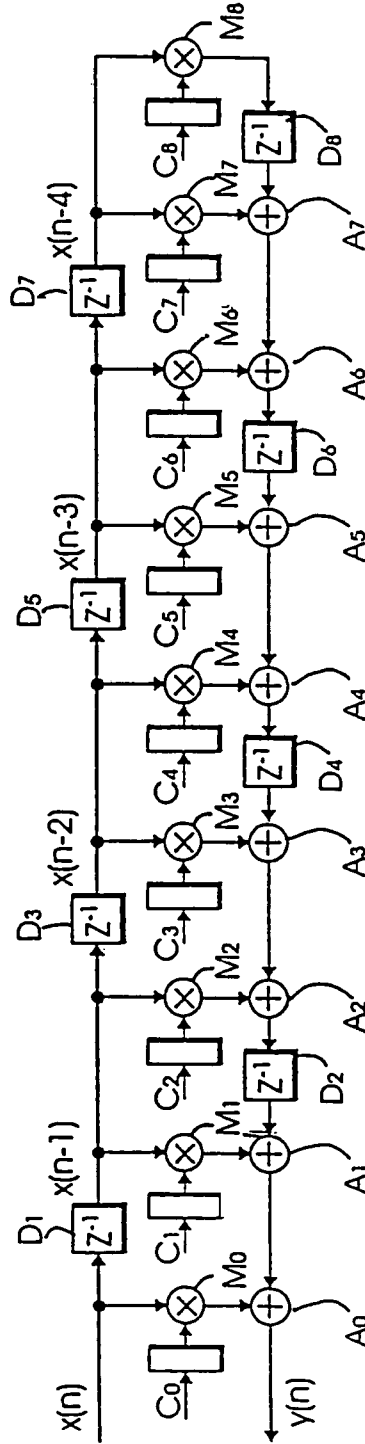 x(n) x(n-1) x(n-2) x(n-3) x(n-4)
D1 D3 D5 D7
Z-1 Z-1 Z-1 Z-1
C0 C1 C2 C3 C4 C5 C6 C7 C8
M0 M1 M2 M3 M4 M5 M6 M7 M8
Z-1 Z-1 Z-1 Z-1
D2 D4 D6 D8
y(n)
A0 A1 A2 A3 A4 A5 A6 A7